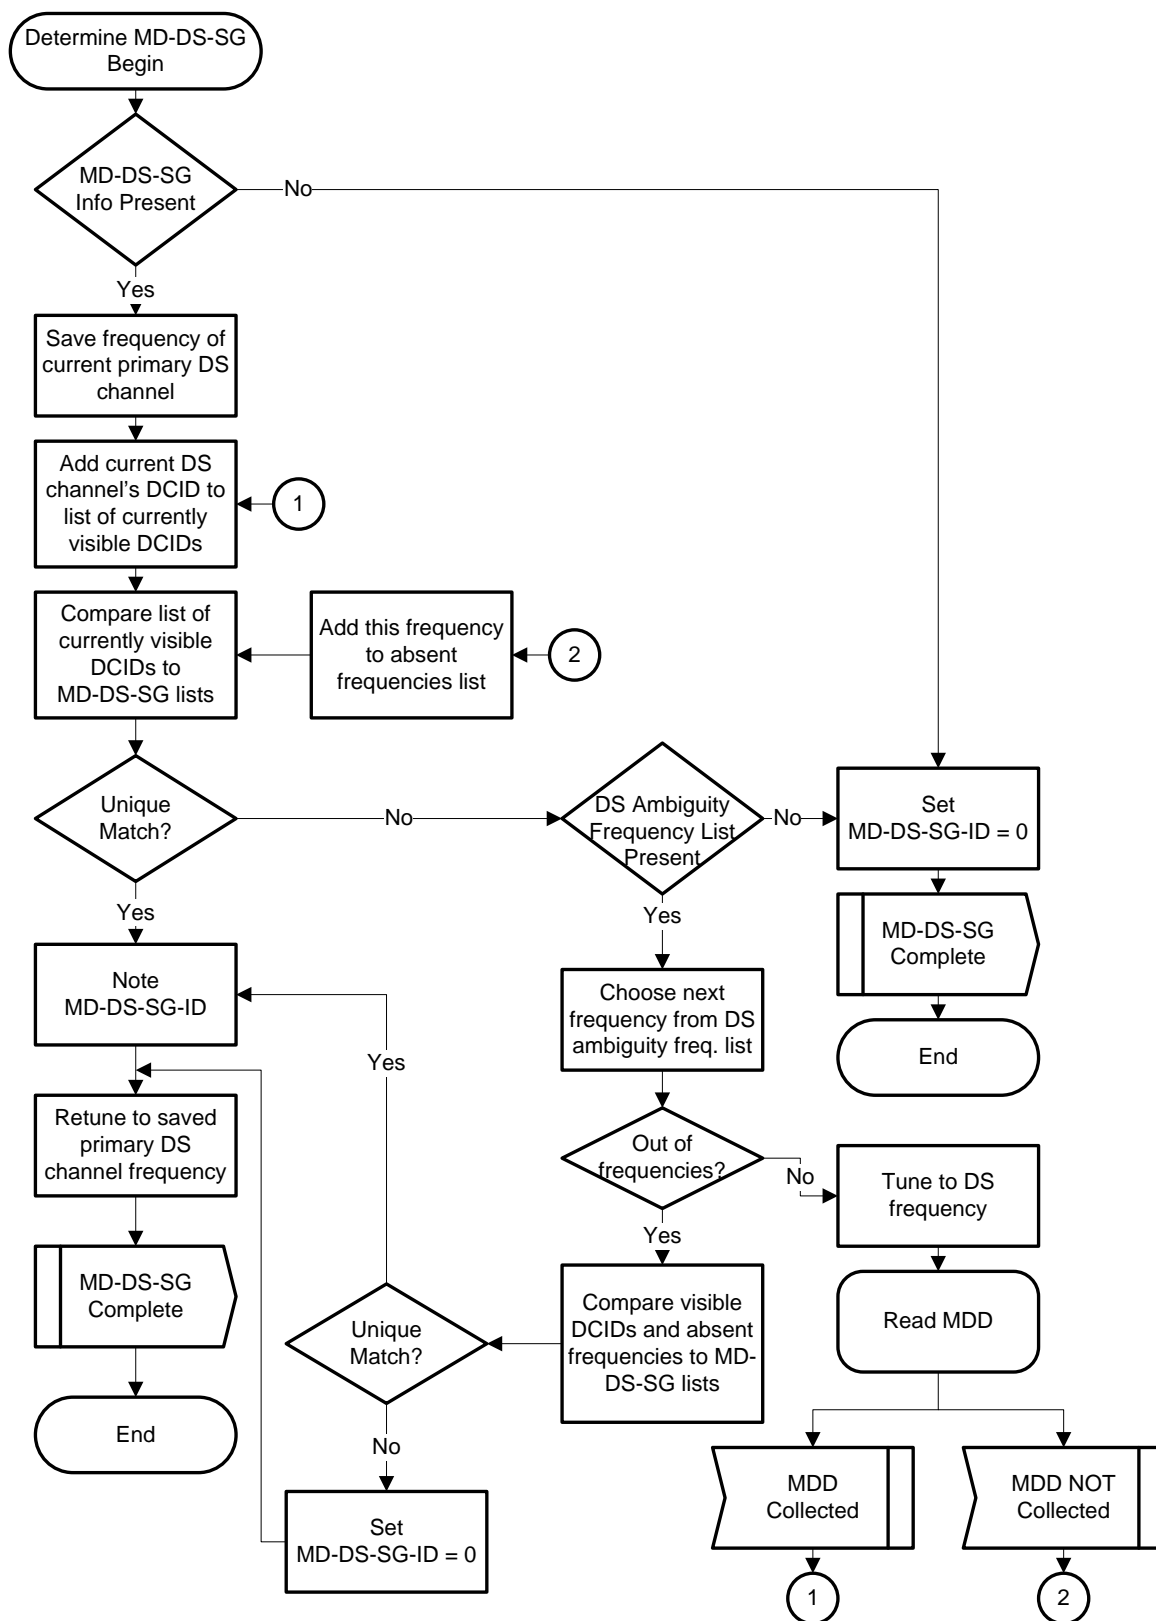 Determine MD-DS-SG
Begin
MD-DS-SG
Info Present
No
Yes
Save frequency of
current primary DS
channel
Add current DS
channel's DCID to
list of currently
visible DCIDs
1
Compare list of
currently visible
DCIDs to
MD-DS-SG lists
Add this frequency
to absent
frequencies list
2
Unique
Match?
No
DS Ambiguity
Frequency List
Present
No
Set
MD-DS-SG-ID = 0
Yes
Yes
MD-DS-SG
Complete
Note
MD-DS-SG-ID
Choose next
frequency from DS
ambiguity freq. list
End
Yes
Retune to saved
primary DS
channel frequency
Out of
frequencies?
No
Tune to DS
frequency
Yes
MD-DS-SG
Complete
Unique
Match?
Compare visible
DCIDs and absent
frequencies to MD-
DS-SG lists
Read MDD
End
No
Set
MD-DS-SG-ID = 0
MDD
Collected
MDD NOT
Collected
1
2